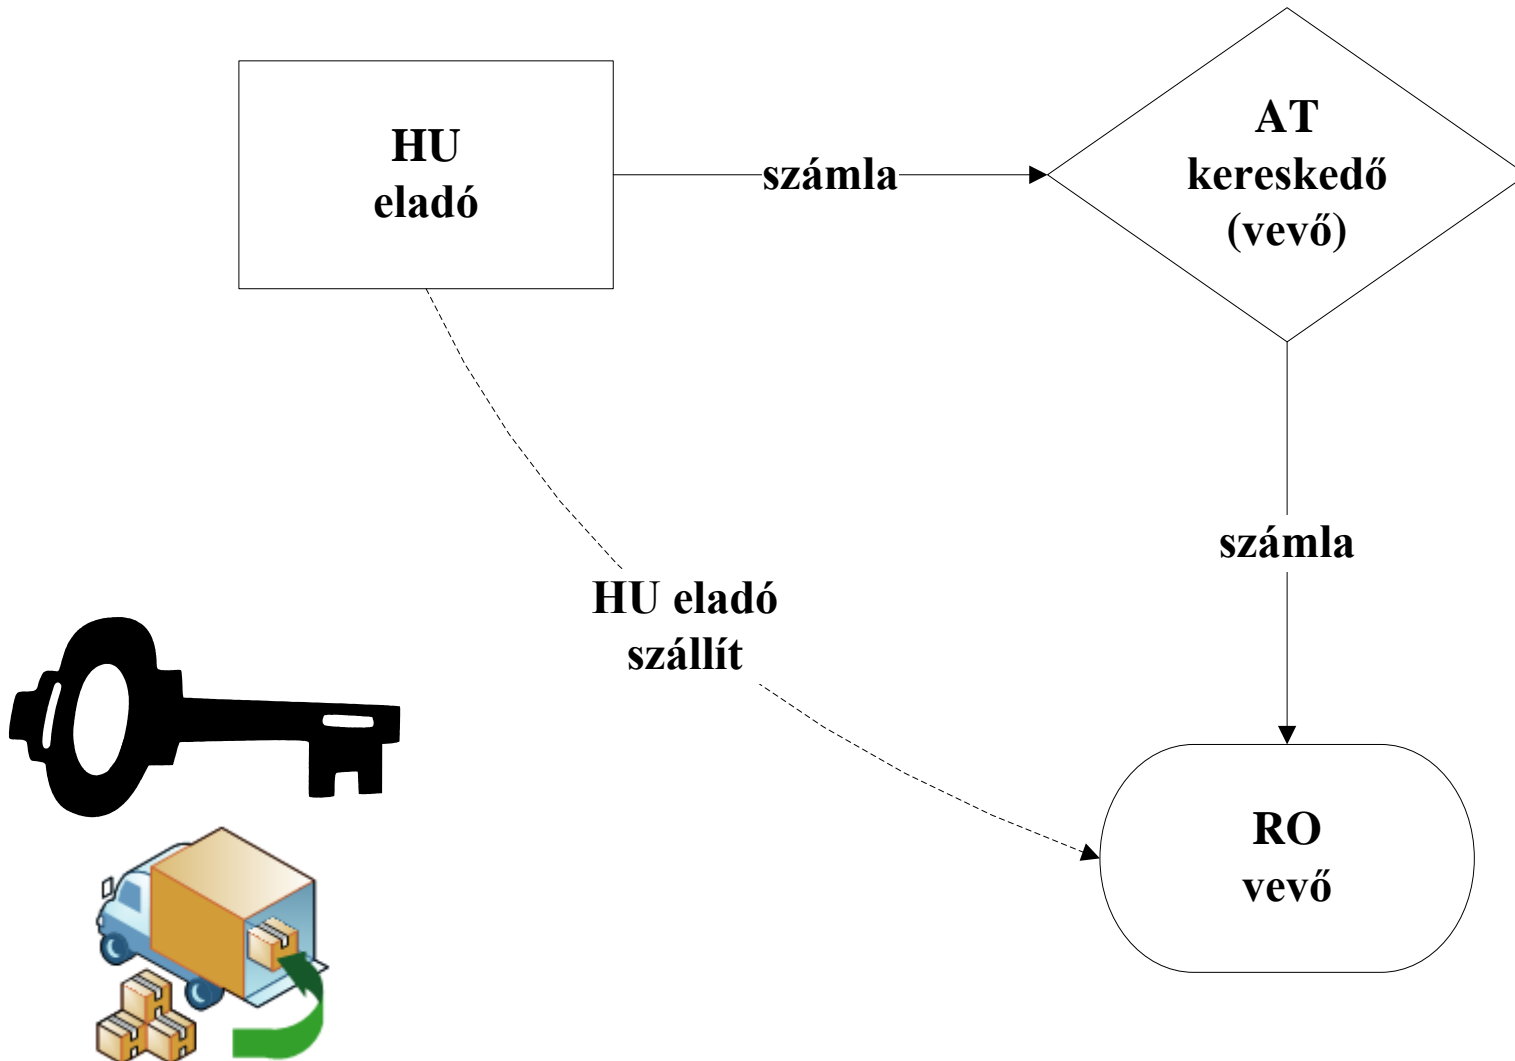 HU
eladó
számla
AT
kereskedő
(vevő)
számla
HU eladó
szállít
RO
vevő